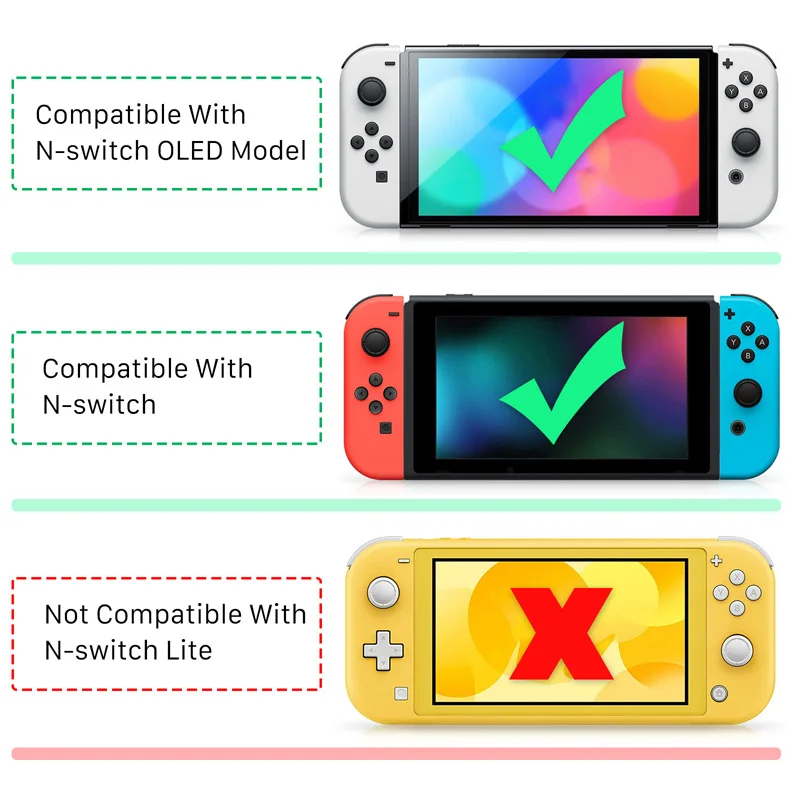 Compatible With
N-switch OLED Model
X
Y
A
B
Compatible With
N-switch
X
Y
A
B
Not Compatible With
N-switch Lite
X
Y
A
B